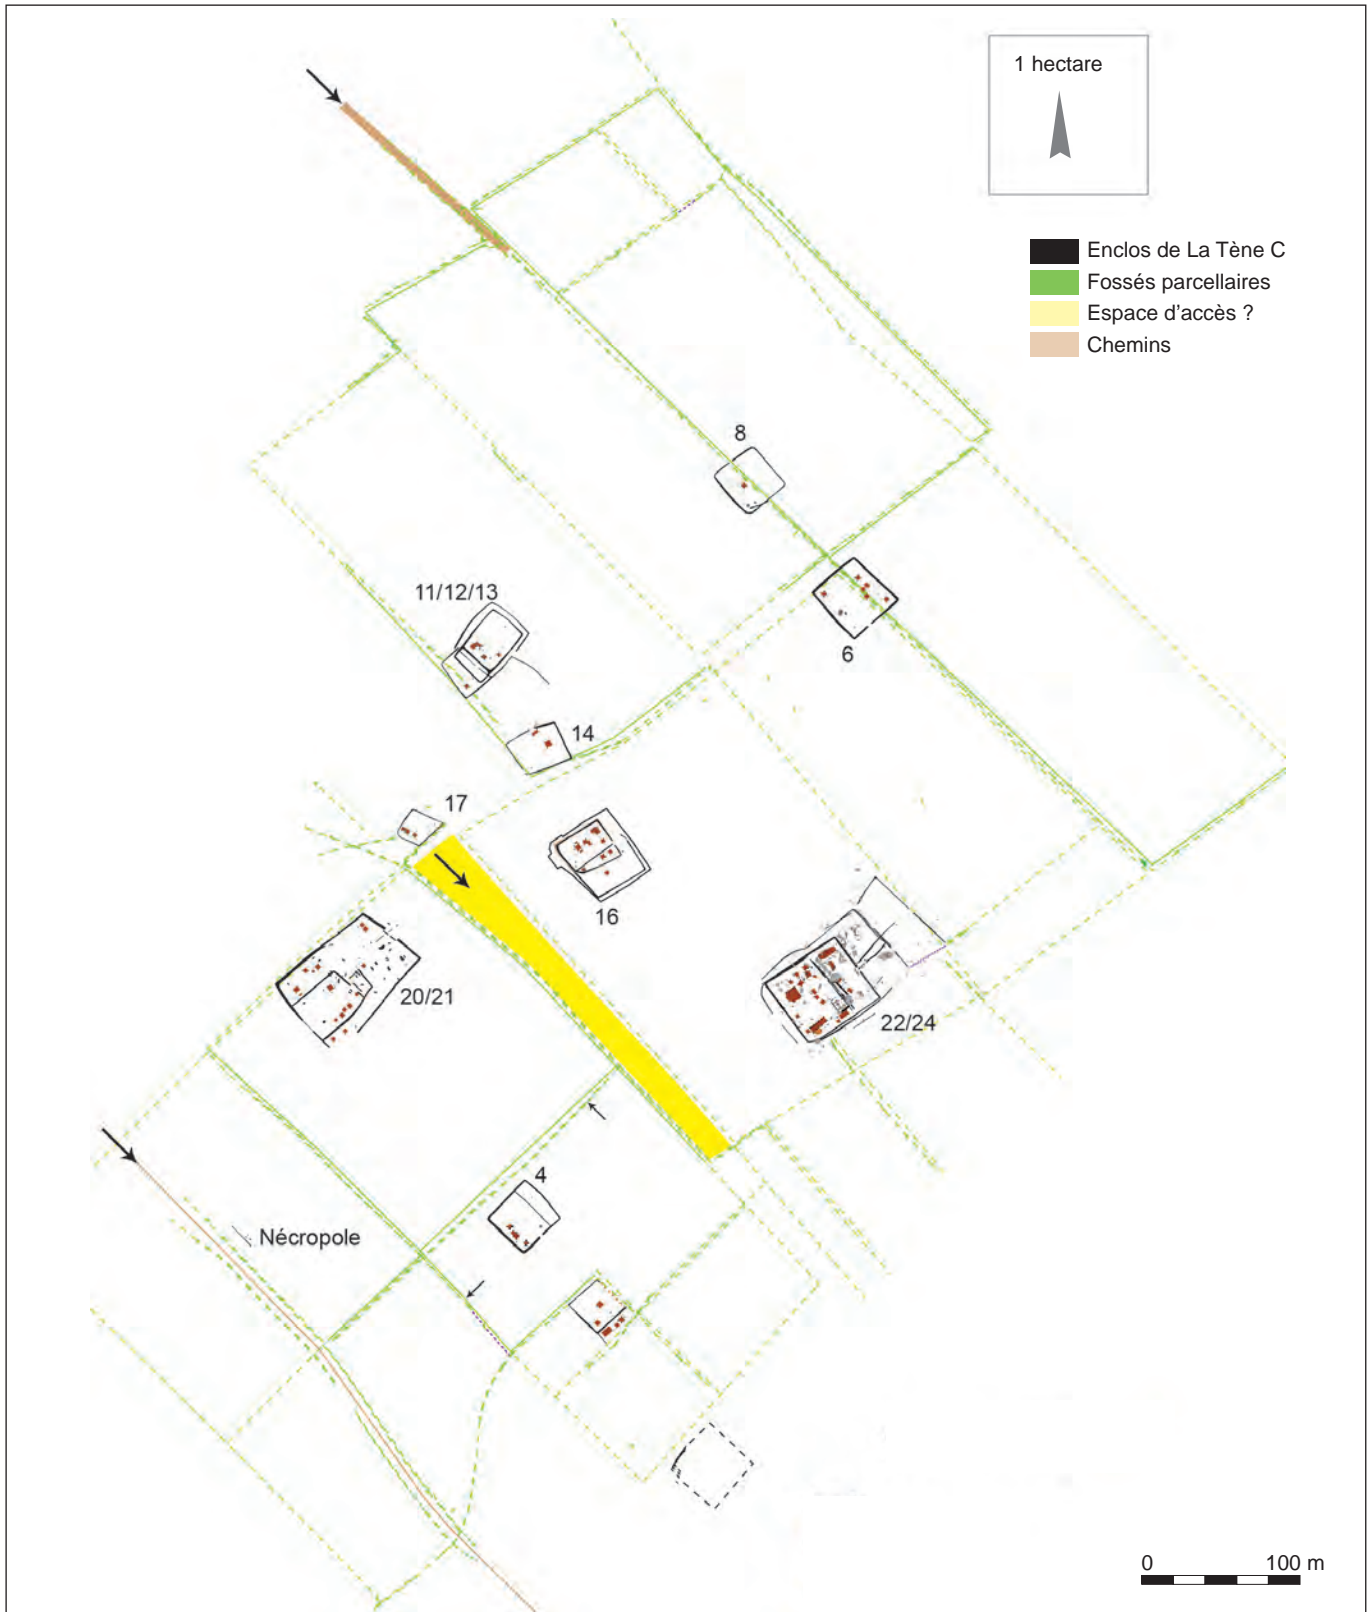 1 hectare
Enclos de La Tène C
Fossés parcellaires
Espace d'accès ?
Chemins
8
11/12/13
6
14
17
16
20/21
22/24
4
Nécropole
0 100 m